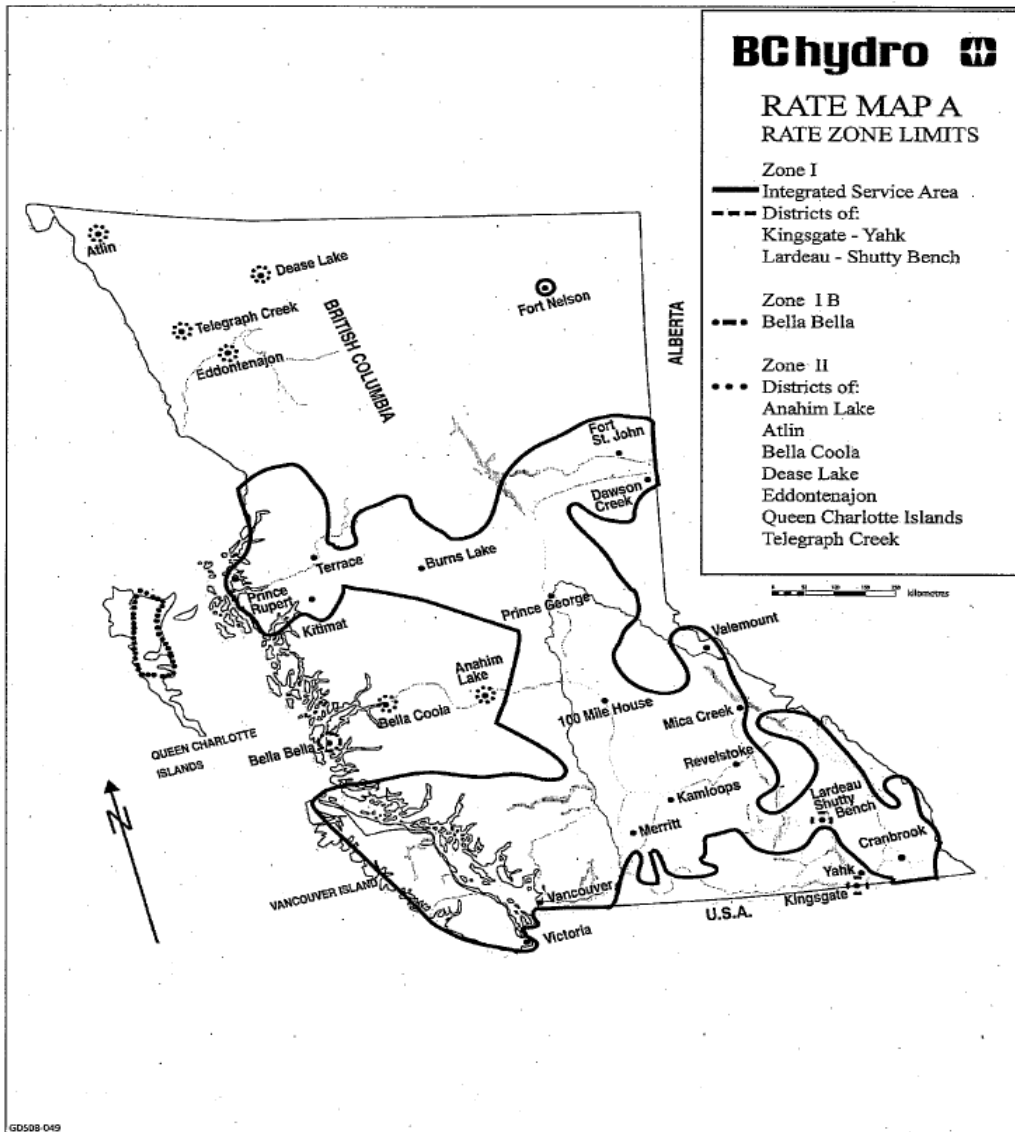 BC hydro
RATE MAP A
RATE ZONE LIMITS
Zone I
Integrated Service Area
Districts of:
Kingsgate - Yahk
Lardeau - Shutty Bench
Zone I B
Bella Bella
Zone II
Districts of:
Anahim Lake
Atlin
Bella Coola
Dease Lake
Eddontenajon
Queen Charlotte Islands
Telegraph Creek
kilometres
Atlin
Dease Lake
Fort Nelson
Telegraph Creek
Eddontenajon
BRITISH COLUMBIA
ALBERTA
Fort
St. John
Dawson
Creek
Terrace
Burns Lake
Prince
Rupert
Kitimat
Prince George
Valemount
Anahim
Lake
Bella Coola
100 Mile House
Mica Creek
QUEEN CHARLOTTE
ISLANDS
Bella Bella
Revelstoke
Kamloops
Lardeau
Shutty
Bench
Merritt
Cranbrook
Yahk
Kingsgate
VANCOUVER ISLAND
Vancouver
U.S.A.
Victoria
N
GDS08-049